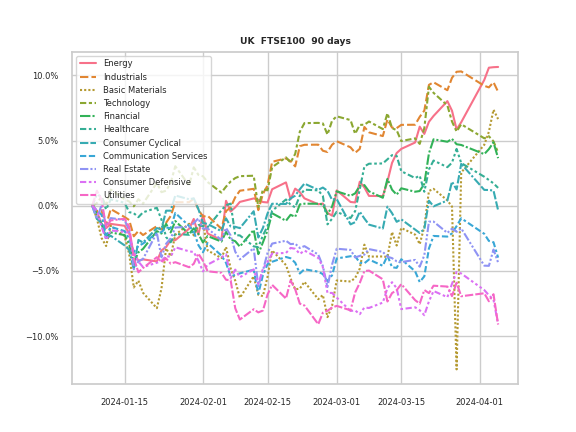 UK  FTSE100  90 days
Energy
Industrials
Basic Materials
Technology
Financial
Healthcare
Consumer Cyclical
Communication Services
Real Estate
Consumer Defensive
Utilities
10.0%
5.0%
0.0%
−5.0%
−10.0%
2024-01-15
2024-02-01
2024-02-15
2024-03-01
2024-03-15
2024-04-01